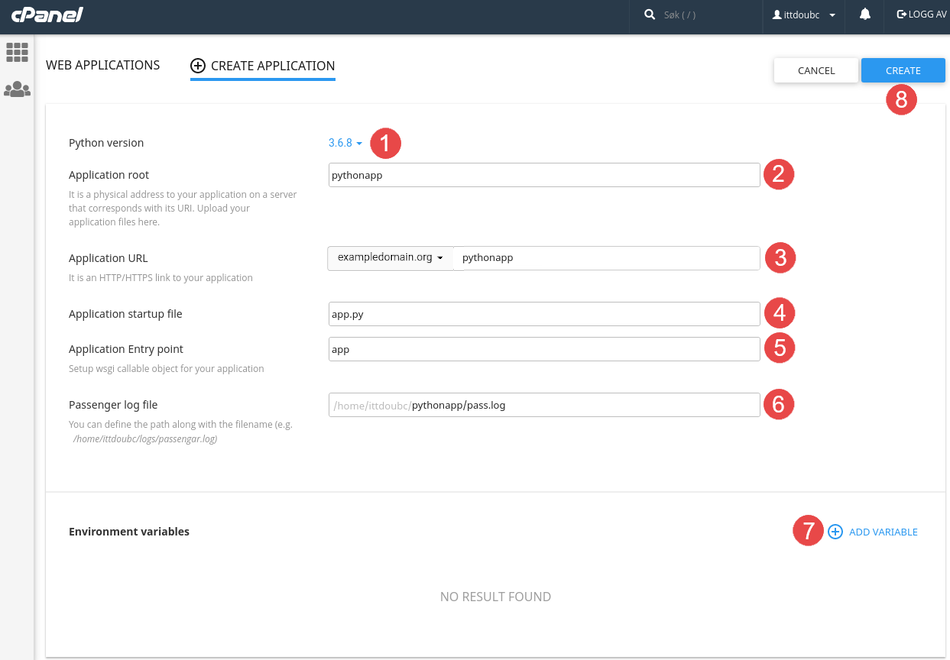 cPanel
Søk ( / )
ittdoubc
LOGG AV
WEB APPLICATIONS
CREATE APPLICATION
CANCEL
CREATE
8
Python version
3.6.8
1
Application root
pythonapp
2
It is a physical address to your application on a server
that corresponds with its URI. Upload your
application files here.
Application URL
exampledomain.org
pythonapp
3
It is an HTTP/HTTPS link to your application
Application startup file
app.py
4
Application Entry point
app
5
Setup wsgi callable object for your application
Passenger log file
/home/ittdoubc/pythonapp/pass.log
6
You can define the path along with the filename (e.g.
/home/ittdoubc/logs/passengar.log)
Environment variables
7
ADD VARIABLE
NO RESULT FOUND